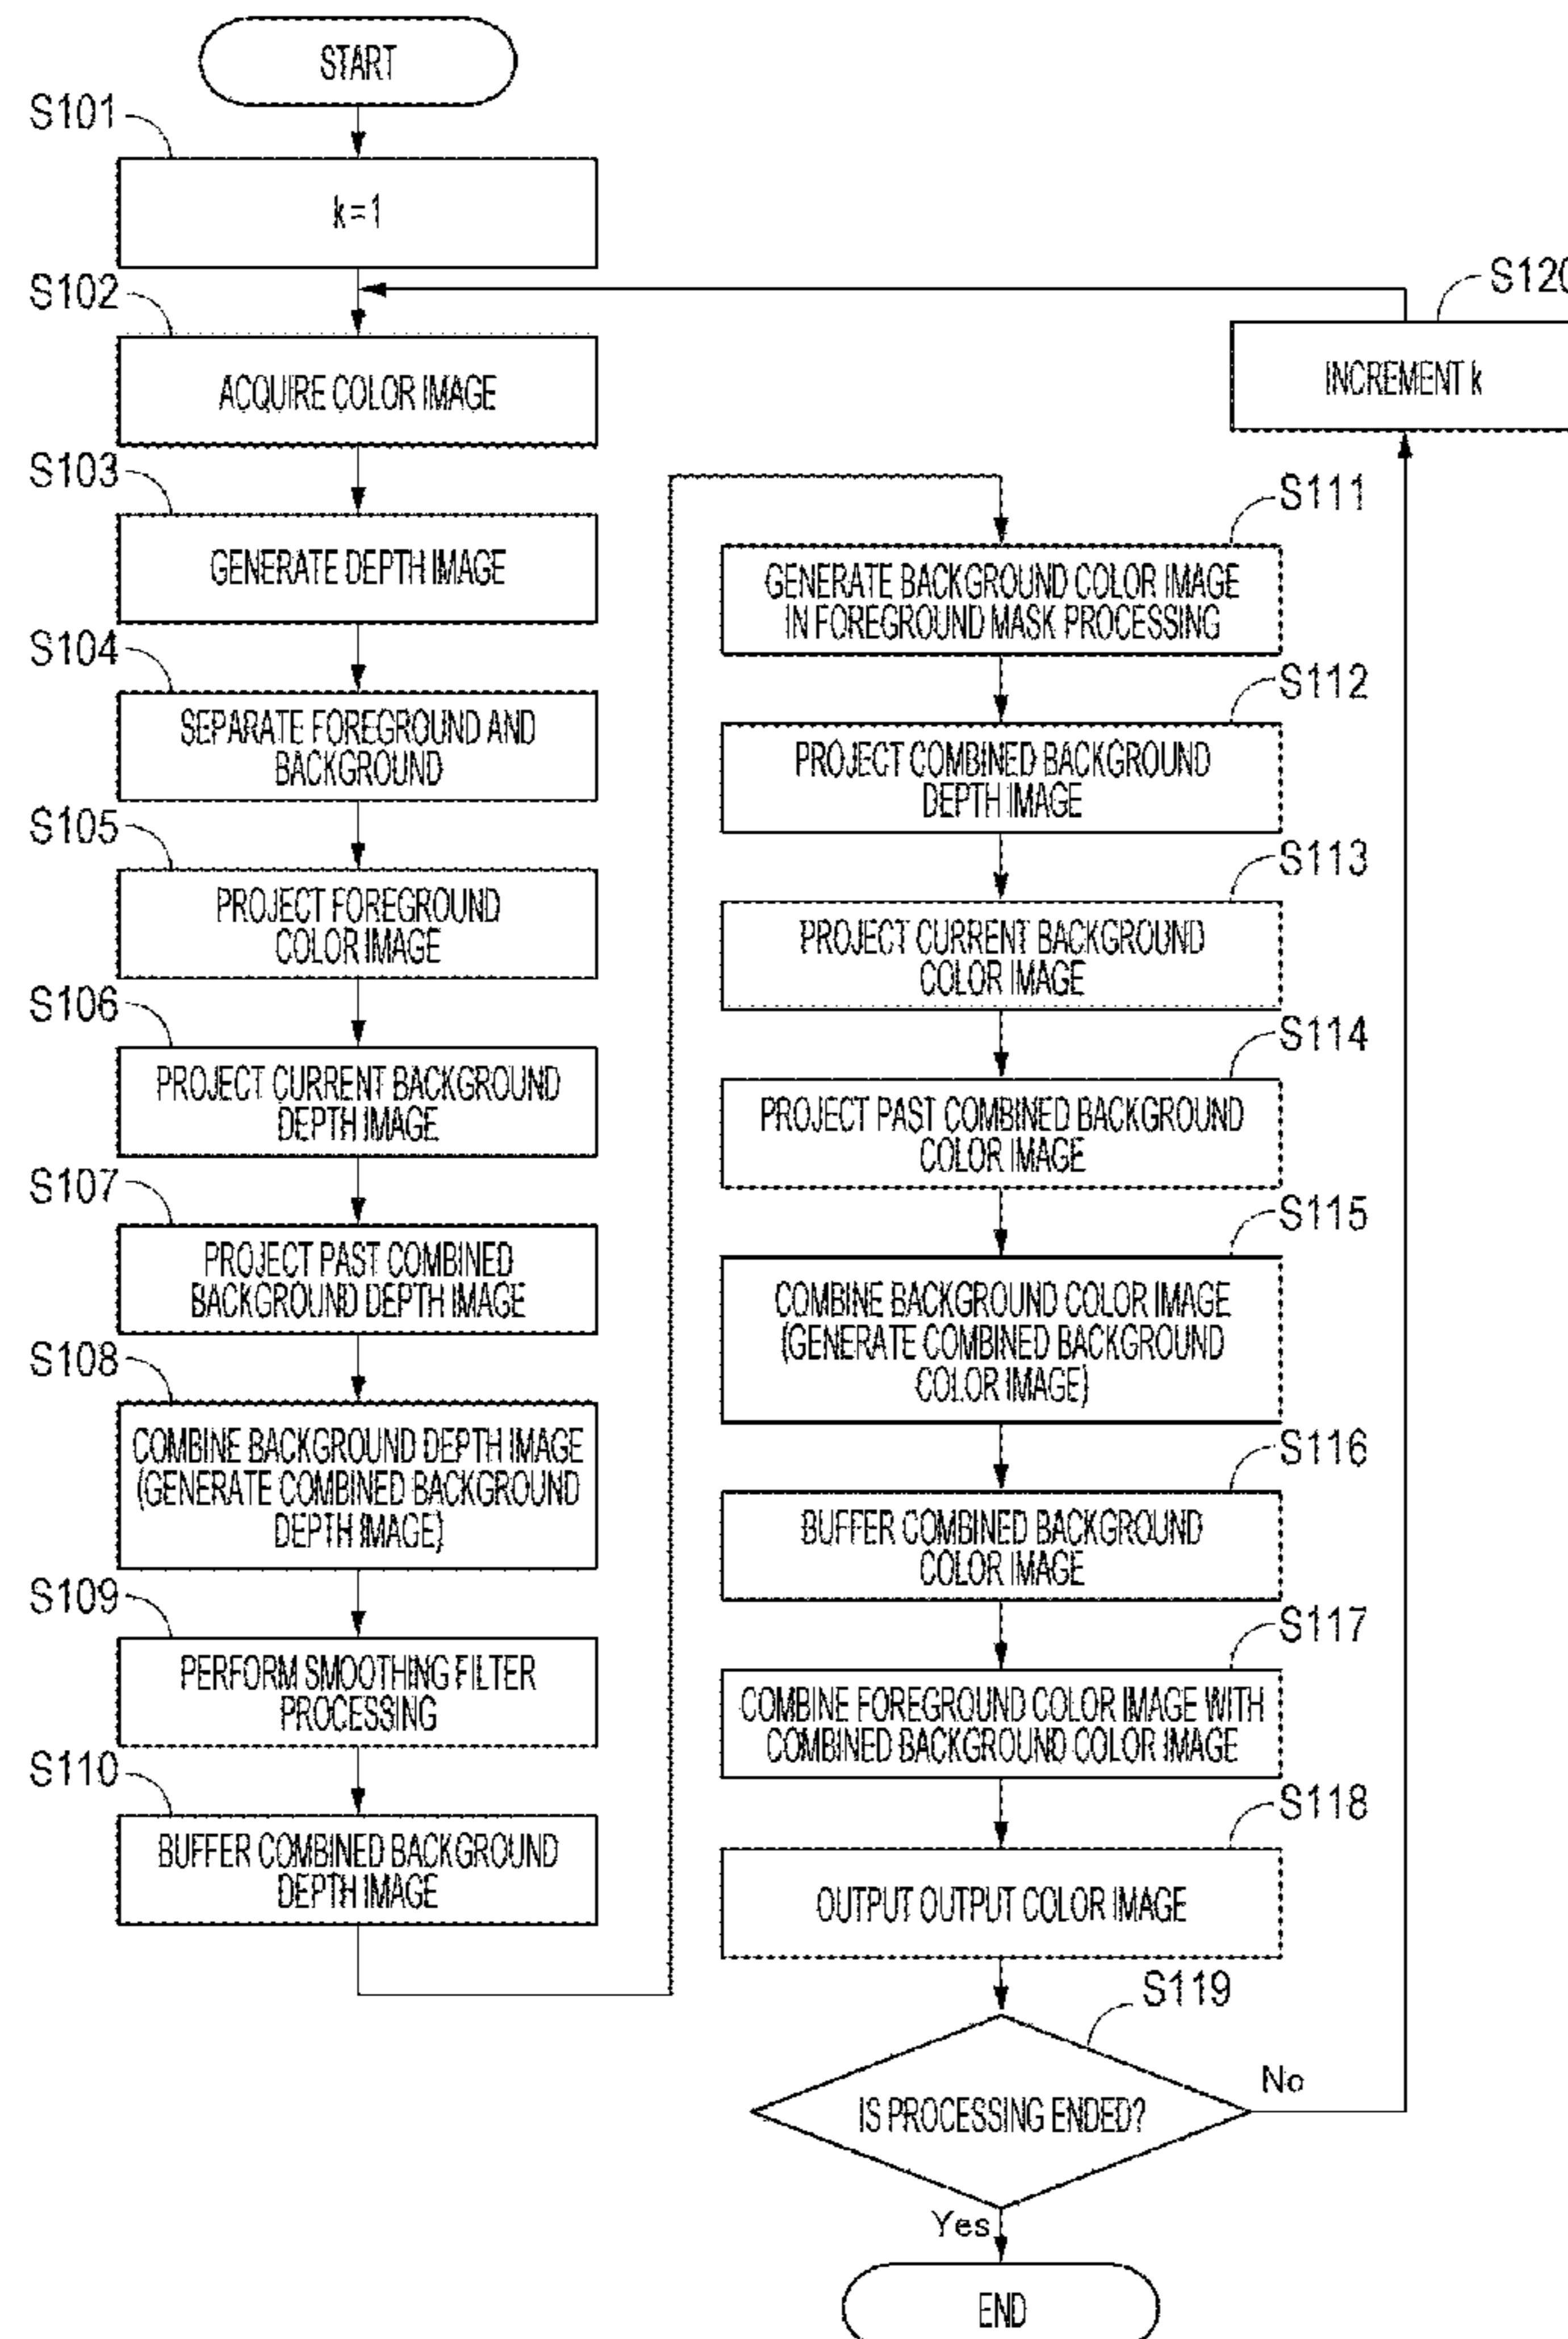 START
S101
k=1
S102
ACQUIRE COLOR IMAGE
S103
GENERATE DEPTH IMAGE
S104
SEPARATE FOREGROUND AND
BACKGROUND
S105
PROJECT FOREGROUND
COLOR IMAGE
S106
PROJECT CURRENT BACKGROUND
DEPTH IMAGE
S107
PROJECT PAST COMBINED
BACKGROUND DEPTH IMAGE
S108
COMBINE BACKGROUND DEPTH IMAGE
(GENERATE COMBINED BACKGROUND
DEPTH IMAGE)
S109
PERFORM SMOOTHING FILTER
PROCESSING
S110
BUFFER COMBINED BACKGROUND
DEPTH IMAGE
S111
GENERATE BACKGROUND COLOR IMAGE
IN FOREGROUND MASK PROCESSING
S112
PROJECT COMBINED BACKGROUND
DEPTH IMAGE
S113
PROJECT CURRENT BACKGROUND
COLOR IMAGE
S114
PROJECT PAST COMBINED BACKGROUND
COLOR IMAGE
S115
COMBINE BACKGROUND COLOR IMAGE
(GENERATE COMBINED BACKGROUND
COLOR IMAGE)
S116
BUFFER COMBINED BACKGROUND
COLOR IMAGE
S117
COMBINE FOREGROUND COLOR IMAGE WITH
COMBINED BACKGROUND COLOR IMAGE
S118
OUTPUT OUTPUT COLOR IMAGE
S119
IS PROCESSING ENDED?
No
Yes
END
S120
INCREMENT k